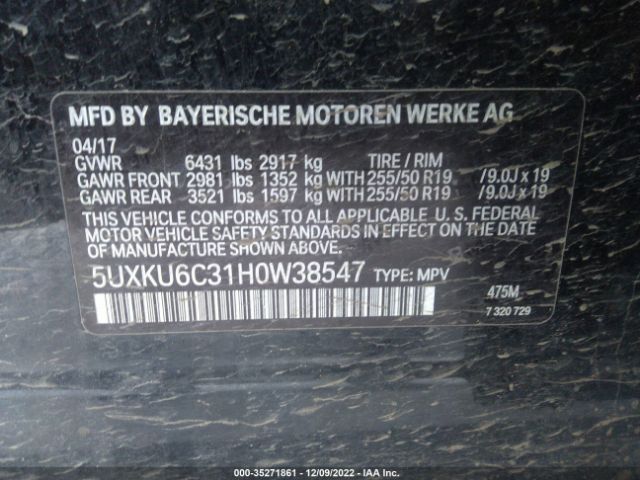 MFD BY BAYERISCHE MOTOREN WERKE AG
04/17
GVWR 6431 lbs 2917 kg TIRE / RIM
GAWR FRONT 2981 lbs 1352 kg WITH 255/50 R19 /9.0J x 19
GAWR REAR 3521 lbs 1597 kg WITH 255/50 R19 /9.0J x 19
THIS VEHICLE CONFORMS TO ALL APPLICABLE U. S. FEDERAL
MOTOR VEHICLE SAFETY STANDARDS IN EFFECT ON THE DATE
OF MANUFACTURE SHOWN ABOVE.
5UXKU6C31H0W38547 TYPE: MPV
475M
7 320 729
000-35271861 - 12/09/2022 - IAA Inc.